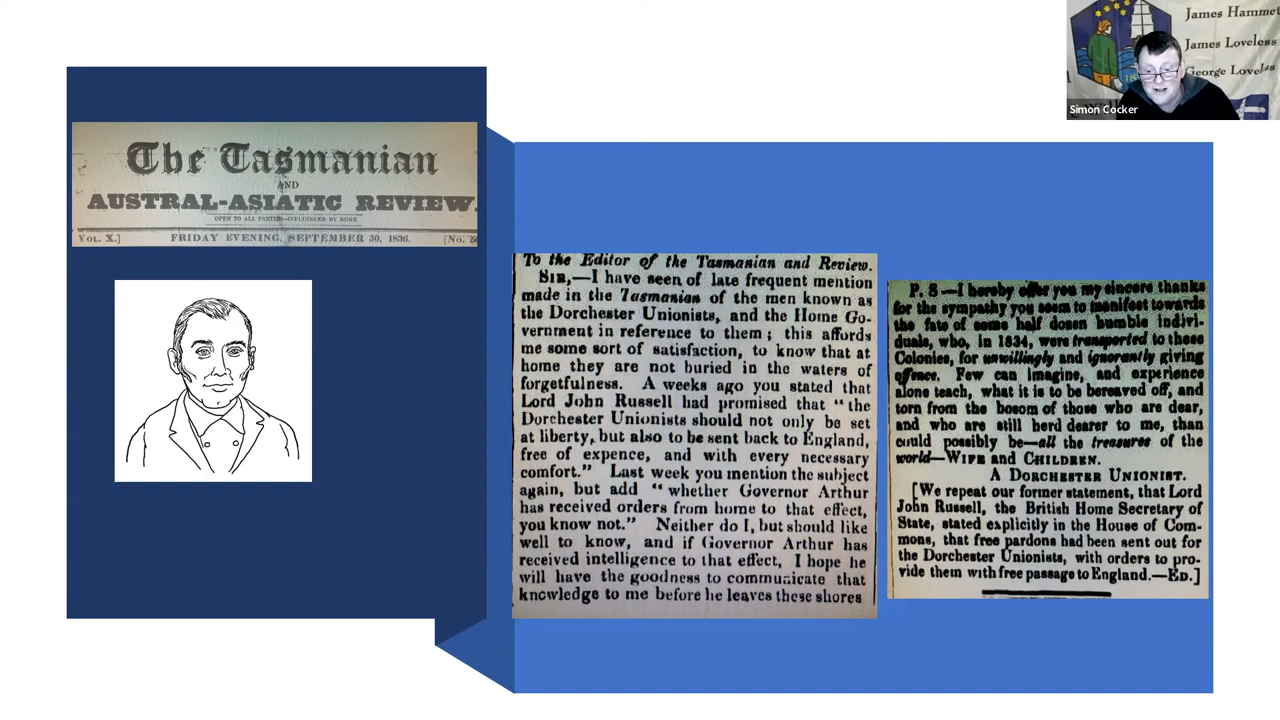 The Tasmanian
AND
AUSTRAL-ASIATIC REVIEW.
OPEN TO ALL PARTIES—INFLUENCED BY NONE.
VOL. X.] FRIDAY EVENING, SEPTEMBER 30, 1836. [No.
To the Editor of the Tasmanian and Review.
SIR,—I have seen of late frequent mention
made in the Tasmanian of the men known as
the Dorchester Unionists, and the Home Go-
vernment in reference to them; this affords
me some sort of satisfaction, to know that at
home they are not buried in the waters of
forgetfulness. A weeks ago you stated that
Lord John Russell had promised that "the
Dorchester Unionists should not only be set
at liberty, but also to be sent back to England,
free of expence, and with every necessary
comfort." Last week you mention the subject
again, but add "whether Governor Arthur
has received orders from home to that effect,
you know not." Neither do I, but should like
well to know, and if Governor Arthur has
received intelligence to that effect, I hope he
will have the goodness to communicate that
knowledge to me before he leaves these shores
P. S—I hereby offer you my sincere thanks
for the sympathy you seem to manifest towards
the fate of some half dozen humble indivi-
duals, who, in 1834, were transported to these
Colonies, for unwillingly and ignorantly giving
offence. Few can imagine, and experience
alone teach, what it is to be bereaved off, and
torn from the bosom of those who are dear,
and who are still herd dearer to me, than
could possibly be—all the treasures of the
world—WIFE and CHILDREN.
A DORCHESTER UNIONIST.
[We repeat our former statement, that Lord
John Russell, the British Home Secretary of
State, stated explicitly in the House of Com-
mons, that free pardons had been sent out for
the Dorchester Unionists, with orders to pro-
vide them with free passage to England.—ED.]
James Hammet
James Loveless
George Loveless
Simon Cocker